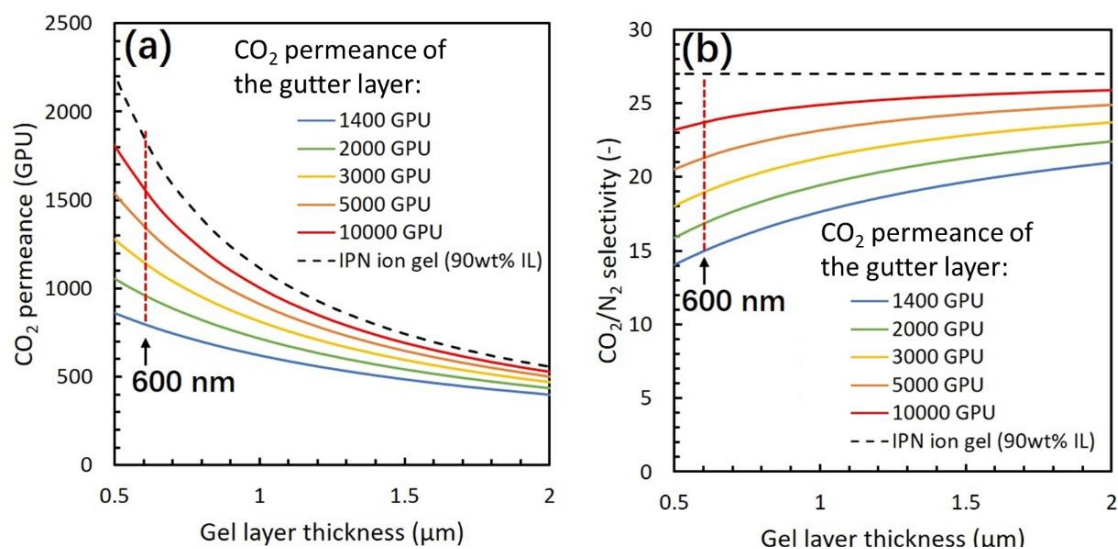 (a)
CO₂ permeance of
the gutter layer:
1400 GPU
2000 GPU
3000 GPU
5000 GPU
10000 GPU
IPN ion gel (90wt% IL)
600 nm
CO₂ permeance (GPU)
2500
2000
1500
1000
500
0
0.5
1
1.5
2
Gel layer thickness (μm)
(b)
CO₂ permeance of
the gutter layer:
600 nm
1400 GPU
2000 GPU
3000 GPU
5000 GPU
10000 GPU
IPN ion gel (90wt% IL)
CO₂/N₂ selectivity (-)
30
25
20
15
10
5
0
0.5
1
1.5
2
Gel layer thickness (μm)